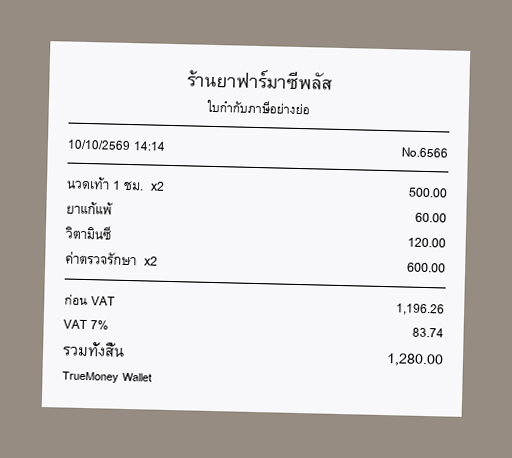 ร้านยาฟาร์มาซีพลัส
ใบกำกับภาษีอย่างย่อ
10/10/2569 14:14 No.6566
นวดเท้า 1 ชม. x2 500.00
ยาแก้แพ้ 60.00
วิตามินซี 120.00
ค่าตรวจรักษา x2 600.00
ก่อน VAT 1,196.26
VAT 7% 83.74
รวมทั้งสิ้น 1,280.00
TrueMoney Wallet